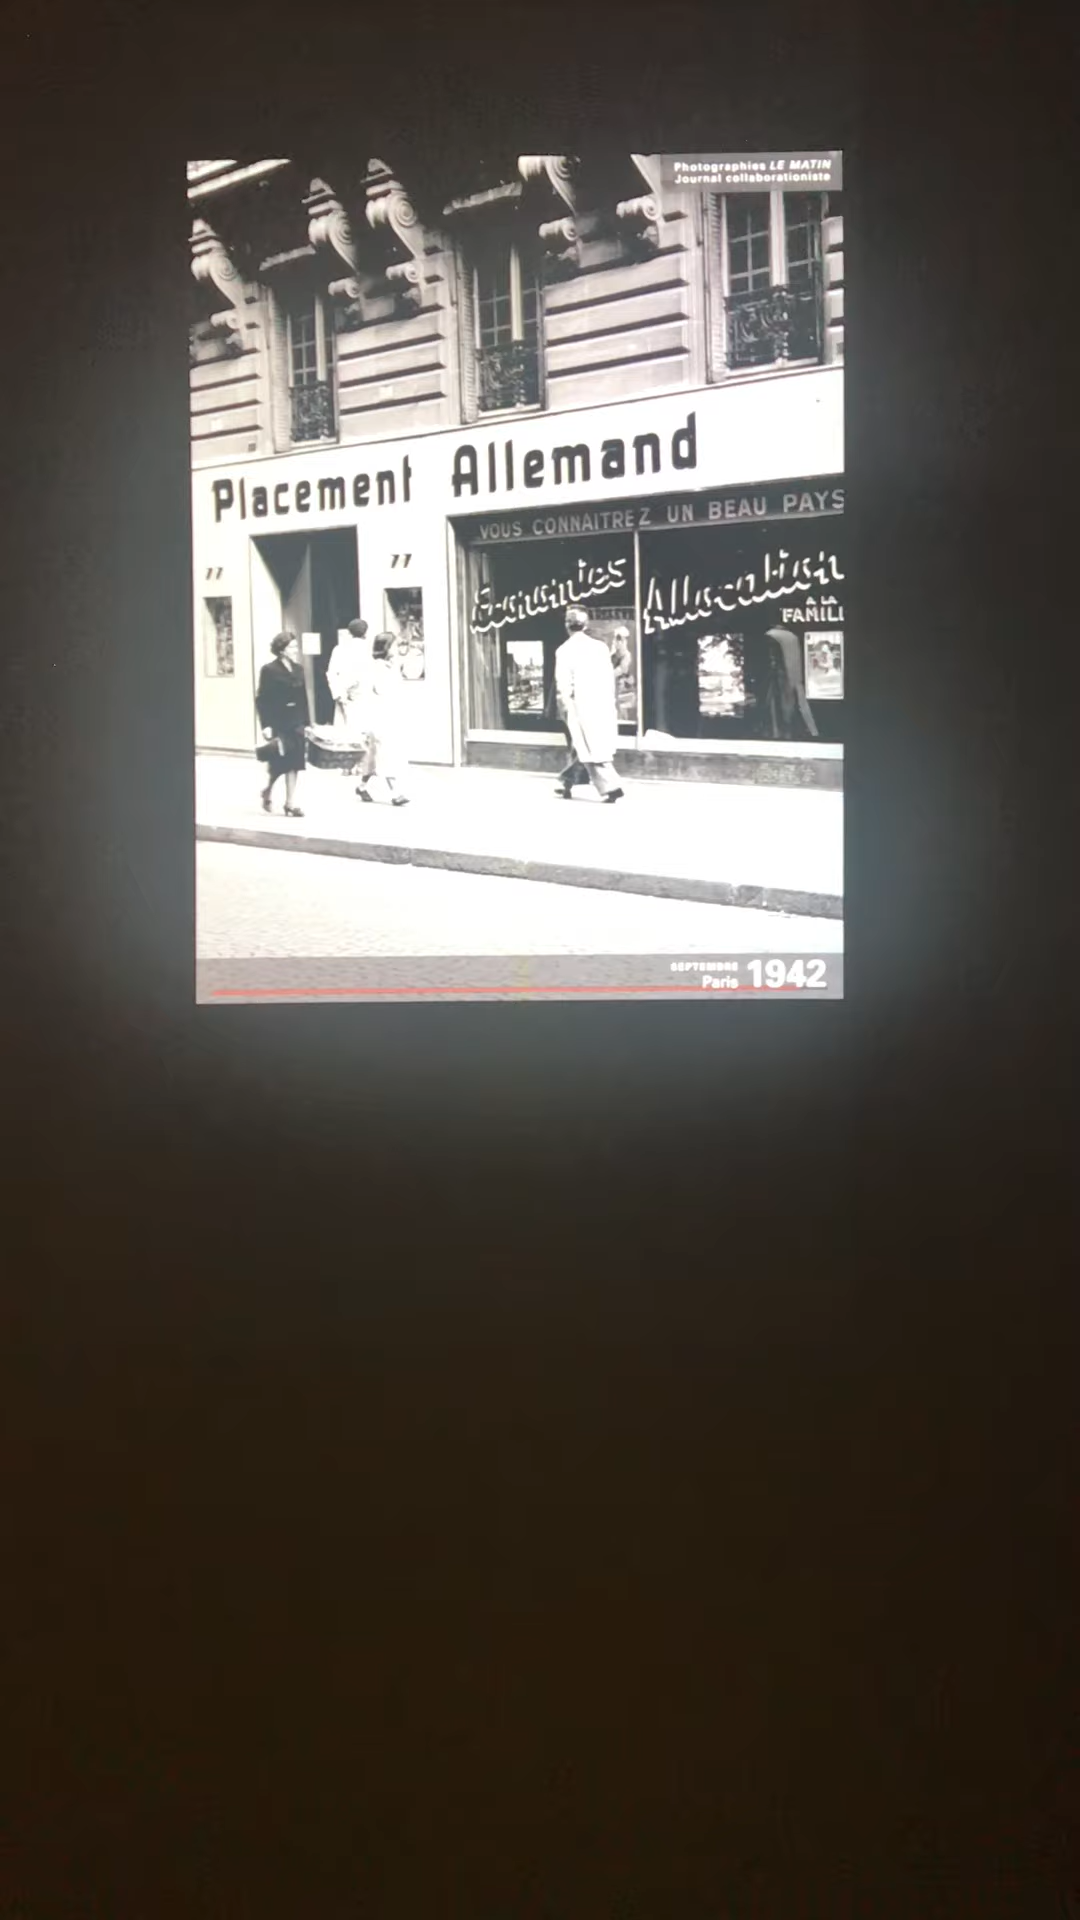 Photographies LE MATIN
Journal collaborationiste
Placement Allemand
VOUS CONNAITREZ UN BEAU PAYS
77
77
Economies
Allocation
A LA
FAMILL
SEPTEMBRE
Paris 1942